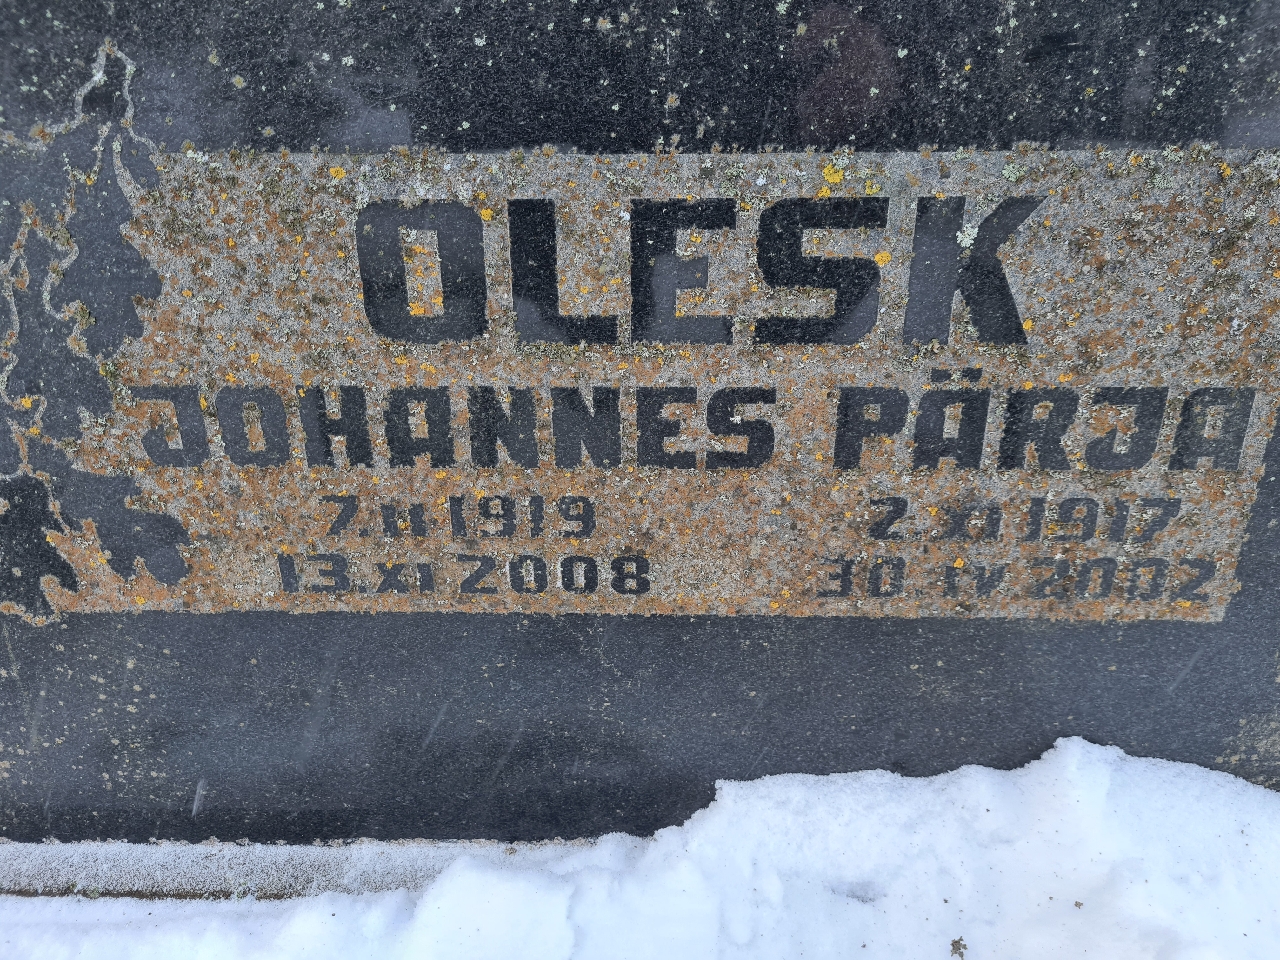 OLESK
JOHANNES PÄRJA
7. II 1919 2. XI 1917
13. XI 2008 30. IV 2002